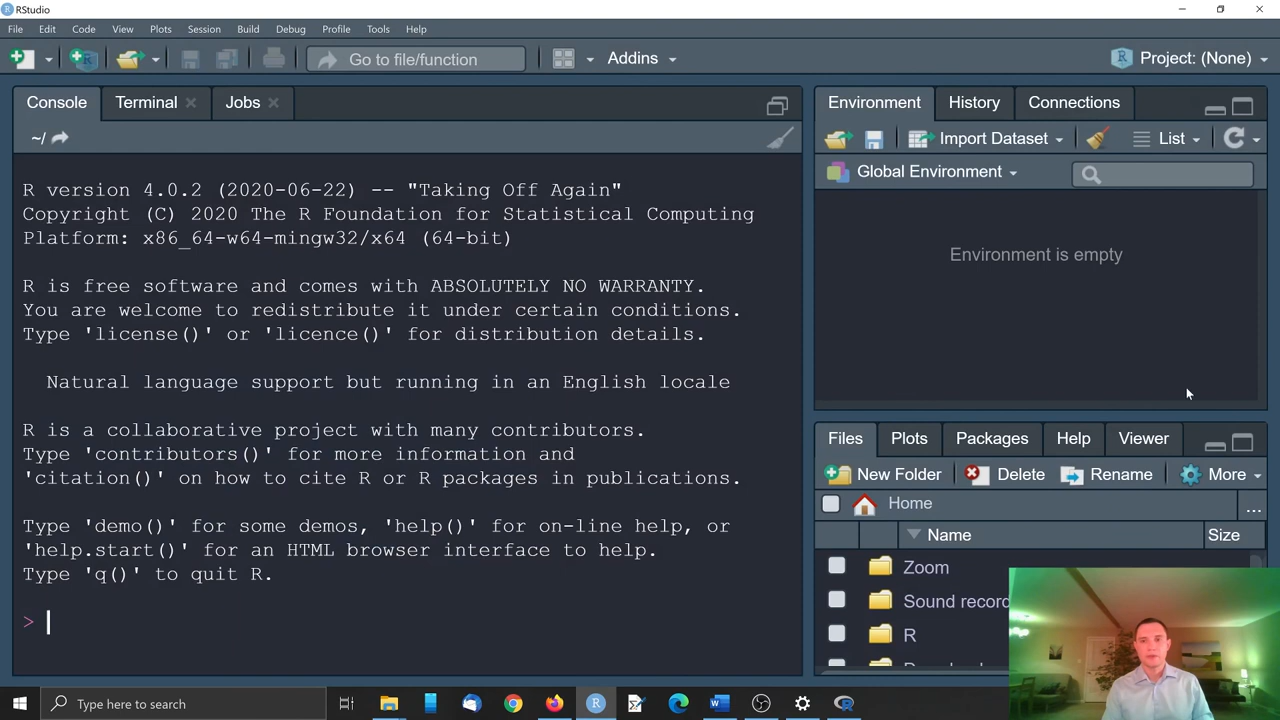 RStudio
File Edit Code View Plots Session Build Debug Profile Tools Help
Go to file/function Addins Project: (None)
Console Terminal Jobs
~/
R version 4.0.2 (2020-06-22) -- "Taking Off Again"
Copyright (C) 2020 The R Foundation for Statistical Computing
Platform: x86_64-w64-mingw32/x64 (64-bit)
R is free software and comes with ABSOLUTELY NO WARRANTY.
You are welcome to redistribute it under certain conditions.
Type 'license()' or 'licence()' for distribution details.
Natural language support but running in an English locale
R is a collaborative project with many contributors.
Type 'contributors()' for more information and
'citation()' on how to cite R or R packages in publications.
Type 'demo()' for some demos, 'help()' for on-line help, or
'help.start()' for an HTML browser interface to help.
Type 'q()' to quit R.
>
Environment History Connections
Import Dataset List
Global Environment
Environment is empty
Files Plots Packages Help Viewer
New Folder Delete Rename More
Home ...
Name Size
Zoom
Sound record
R
Type here to search